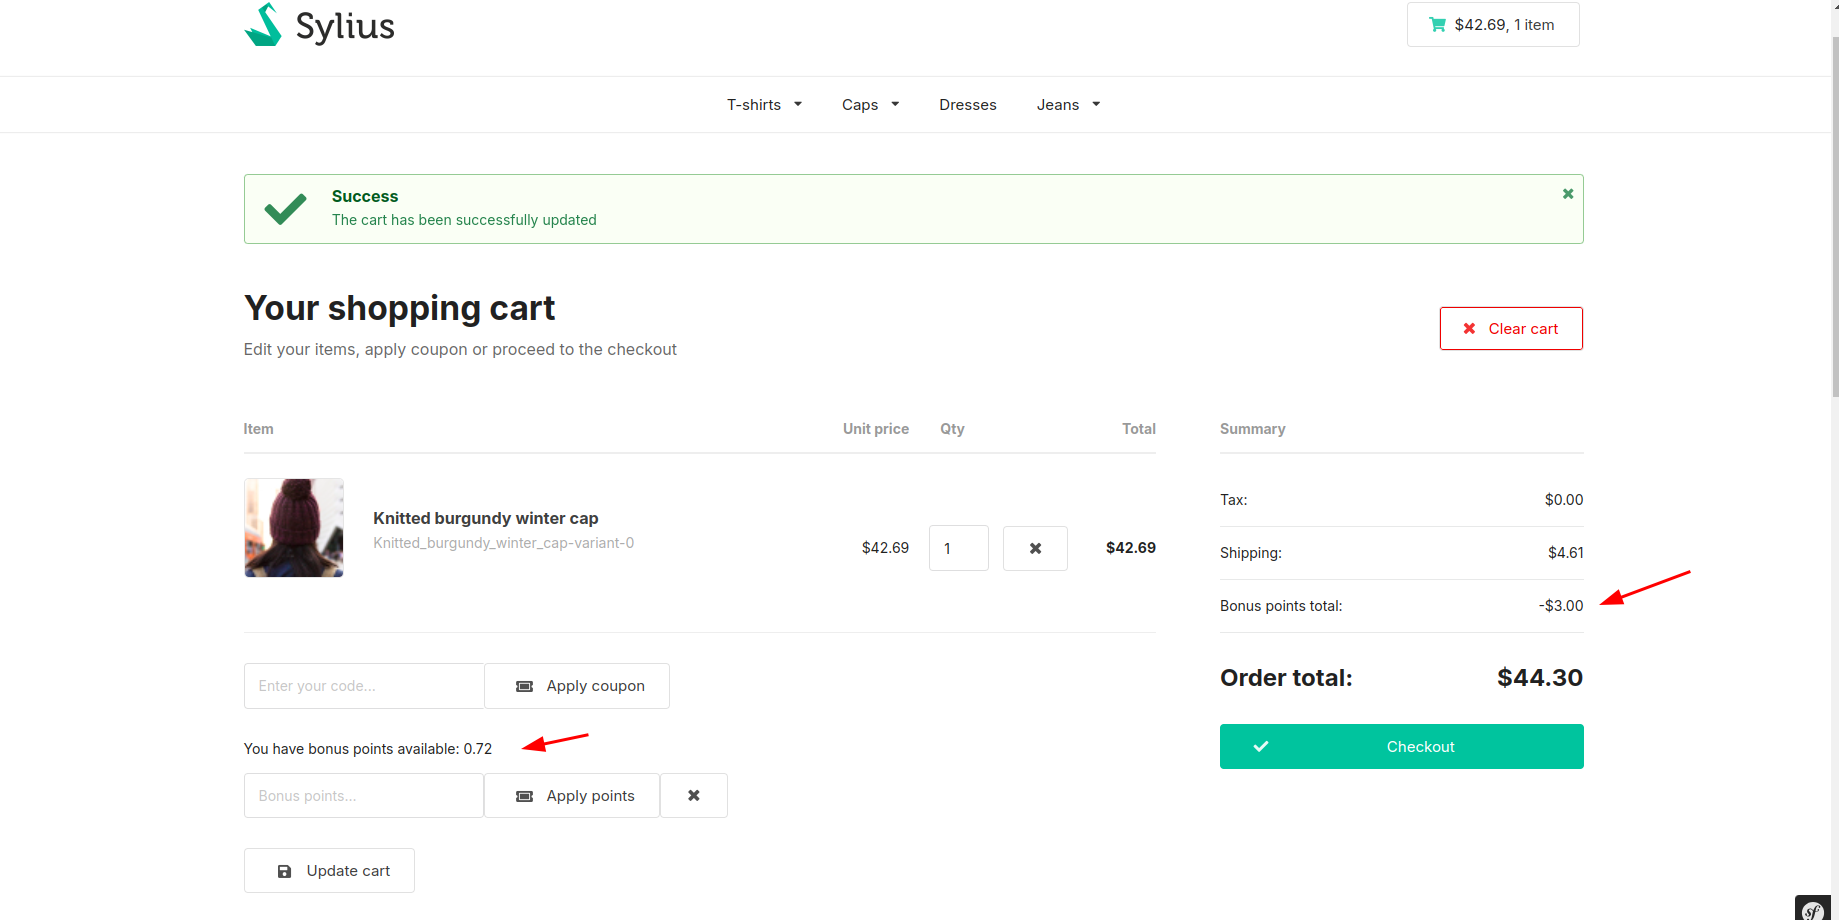 Sylius
$42.69, 1 item
T-shirts Caps Dresses Jeans
Success
The cart has been successfully updated
Your shopping cart
Edit your items, apply coupon or proceed to the checkout
Clear cart
Item Unit price Qty Total
Knitted burgundy winter cap
Knitted_burgundy_winter_cap-variant-0
$42.69 1 $42.69
Enter your code... Apply coupon
You have bonus points available: 0.72
Bonus points... Apply points
Update cart
Summary
Tax: $0.00
Shipping: $4.61
Bonus points total: -$3.00
Order total: $44.30
Checkout
sf